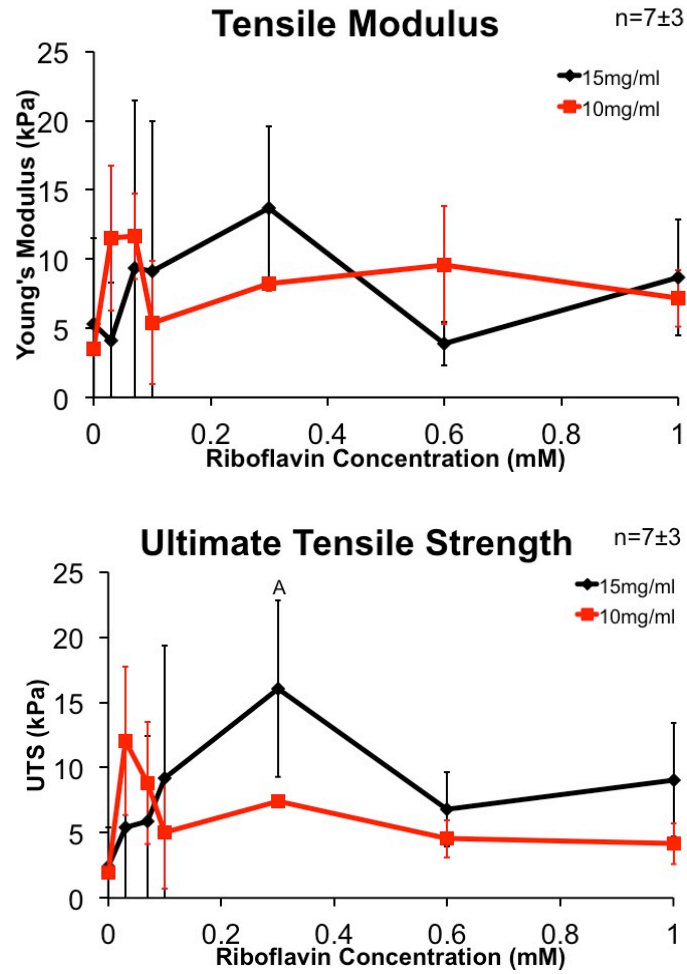 Tensile Modulus
n=7±3
15mg/ml
10mg/ml
Young's Modulus (kPa)
25
20
15
10
5
0
0 0.2 0.4 0.6 0.8 1
Riboflavin Concentration (mM)
Ultimate Tensile Strength
n=7±3
15mg/ml
10mg/ml
A
UTS (kPa)
25
20
15
10
5
0
0 0.2 0.4 0.6 0.8 1
Riboflavin Concentration (mM)